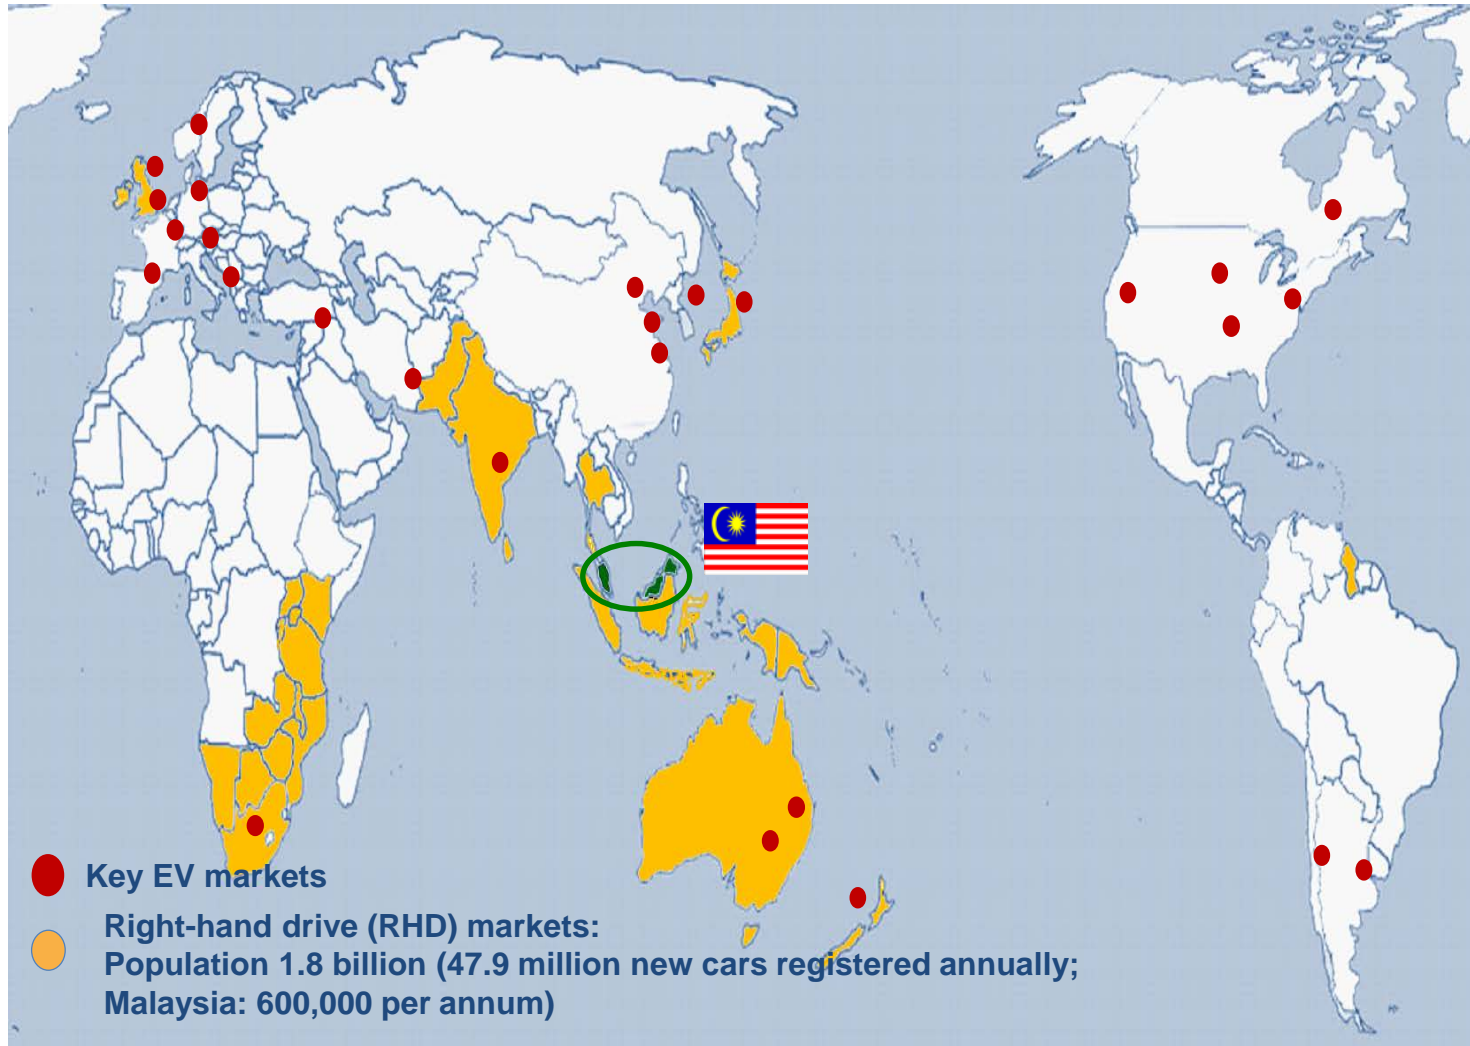 Key EV markets
Right-hand drive (RHD) markets:
Population 1.8 billion (47.9 million new cars registered annually;
Malaysia: 600,000 per annum)